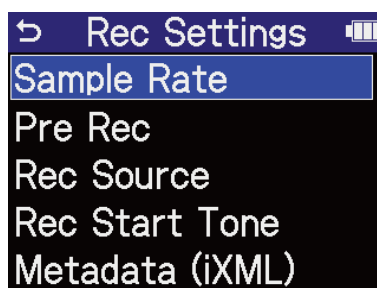 Rec Settings
Sample Rate
Pre Rec
Rec Source
Rec Start Tone
Metadata (iXML)